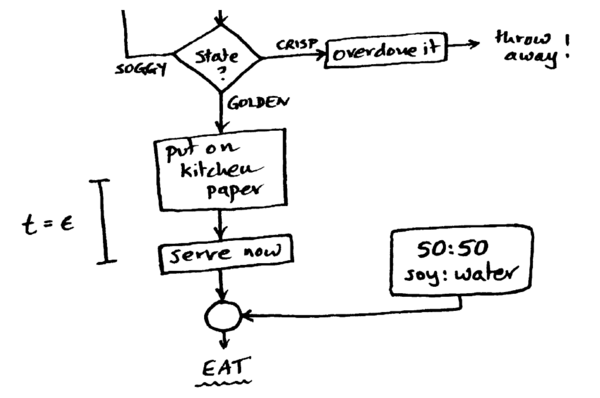 State
?
SOGGY
CRISP
overdone it
throw
away!
GOLDEN
put on
kitchen
paper
t = ε
serve now
50:50
soy: water
EAT